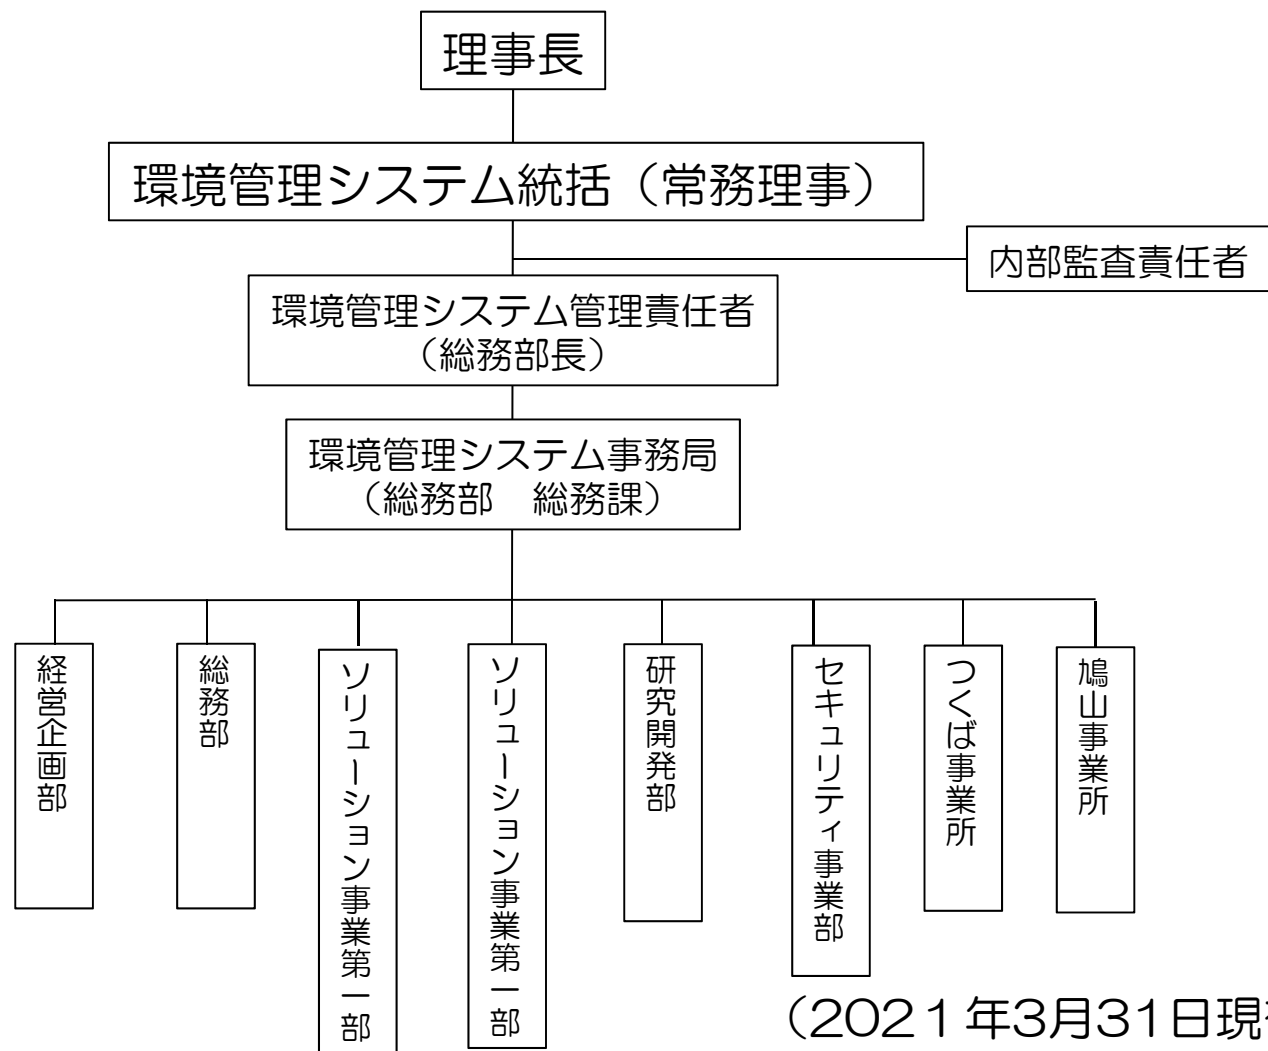 理事長
環境管理システム統括（常務理事）
内部監査責任者
環境管理システム管理責任者
（総務部長）
環境管理システム事務局
（総務部　総務課）
経営企画部
総務部
ソリューション事業第一部
ソリューション事業第一部
研究開発部
セキュリティ事業部
つくば事業所
鳩山事業所
（2021年3月31日現